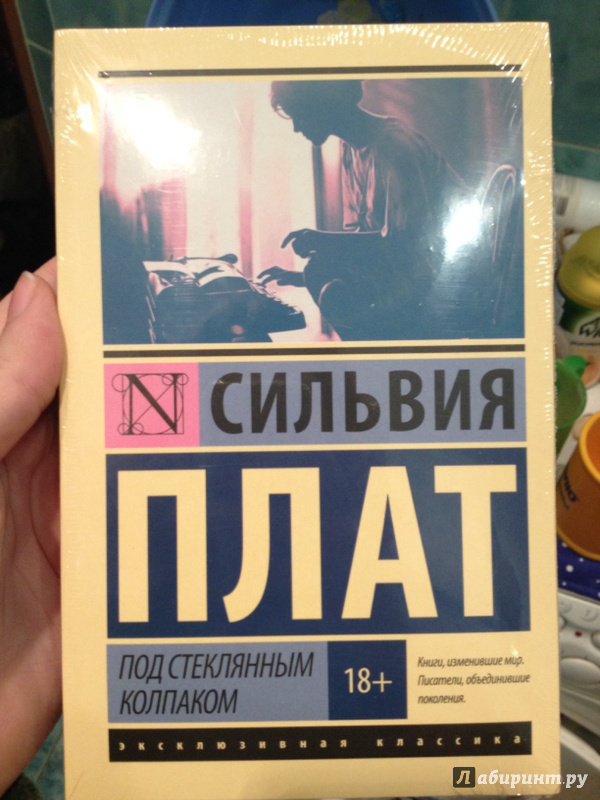 N
СИЛЬВИЯ
ПЛАТ
ПОД СТЕКЛЯННЫМ
КОЛПАКОМ
18+
Книги, изменившие мир.
Писатели, объединившие
поколения.
эксклюзивная классика
Лабиринт.ру